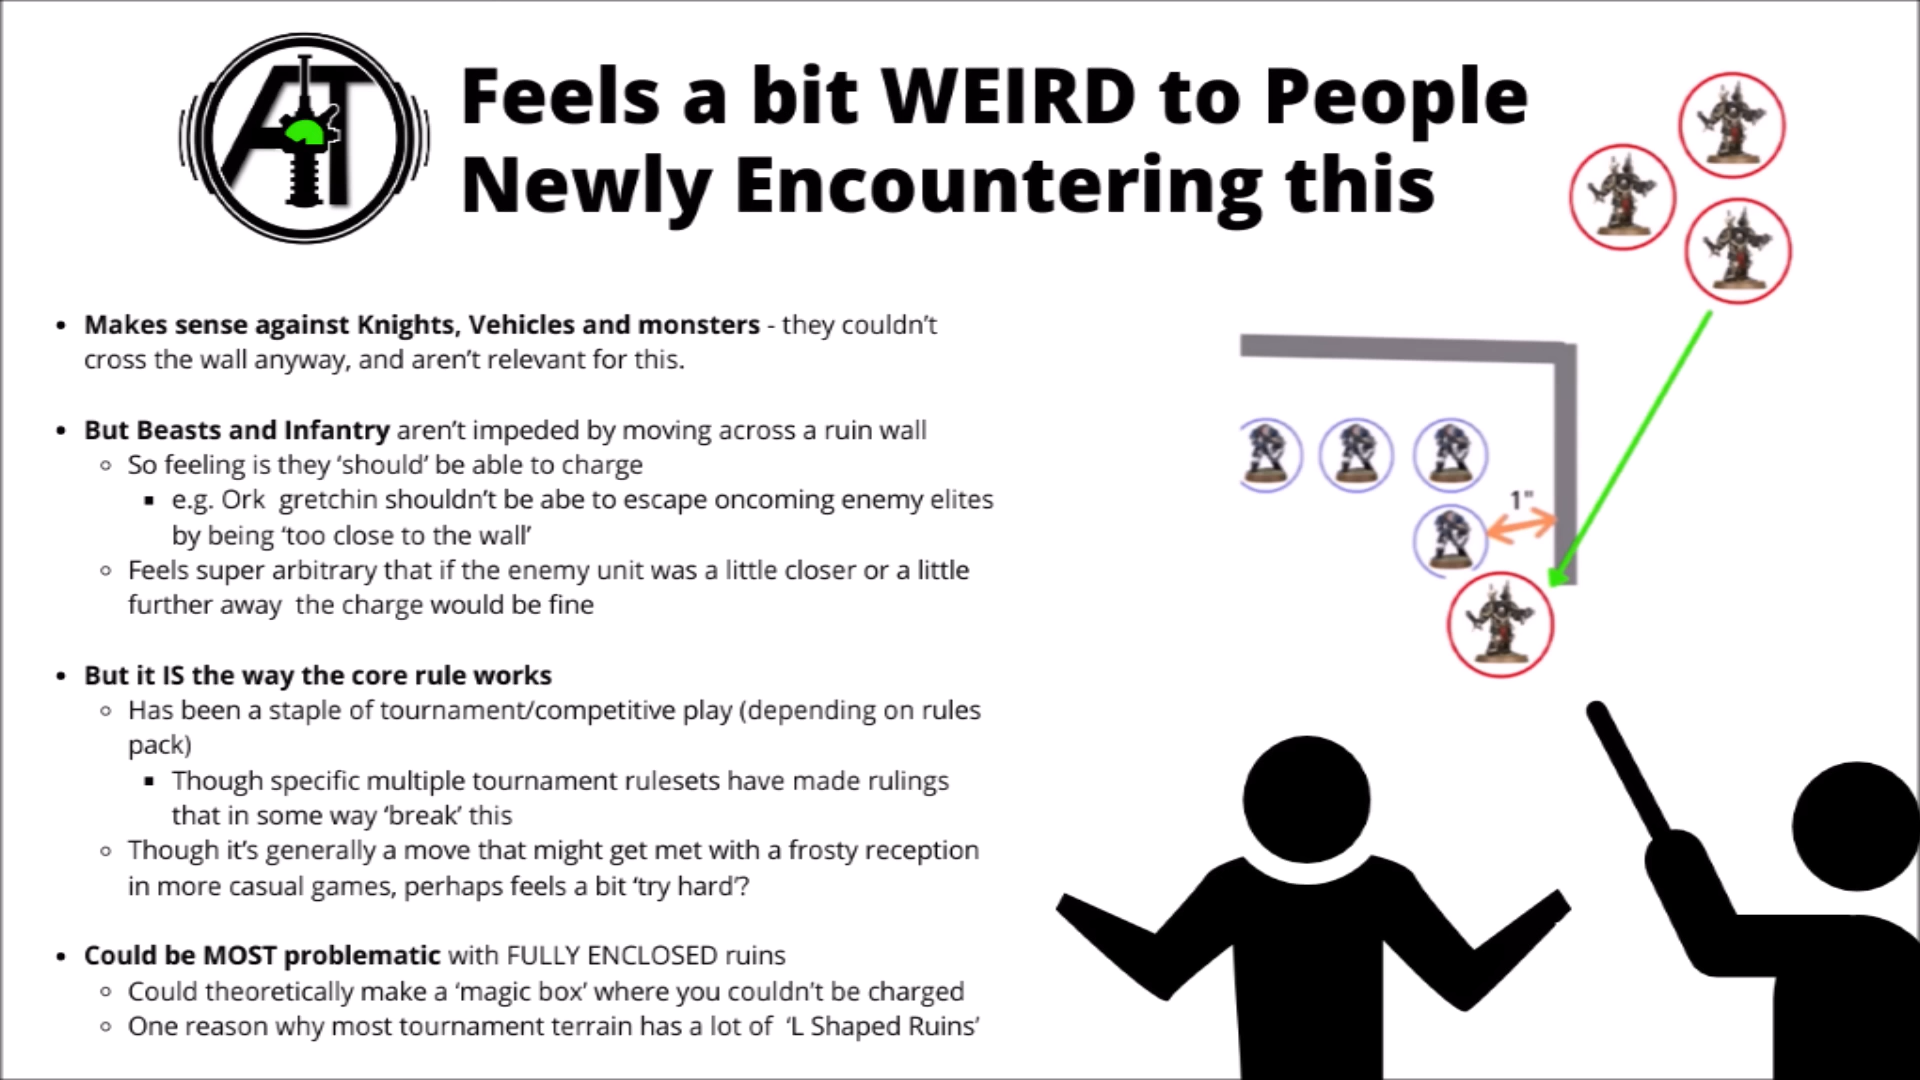 AT
Feels a bit WEIRD to People
Newly Encountering this
• Makes sense against Knights, Vehicles and monsters - they couldn't
cross the wall anyway, and aren't relevant for this.
• But Beasts and Infantry aren't impeded by moving across a ruin wall
◦ So feeling is they 'should' be able to charge
▪ e.g. Ork gretchin shouldn't be abe to escape oncoming enemy elites
by being 'too close to the wall'
◦ Feels super arbitrary that if the enemy unit was a little closer or a little
further away the charge would be fine
• But it IS the way the core rule works
◦ Has been a staple of tournament/competitive play (depending on rules
pack)
▪ Though specific multiple tournament rulesets have made rulings
that in some way 'break' this
◦ Though it's generally a move that might get met with a frosty reception
in more casual games, perhaps feels a bit 'try hard'?
• Could be MOST problematic with FULLY ENCLOSED ruins
◦ Could theoretically make a 'magic box' where you couldn't be charged
◦ One reason why most tournament terrain has a lot of 'L Shaped Ruins'
1"